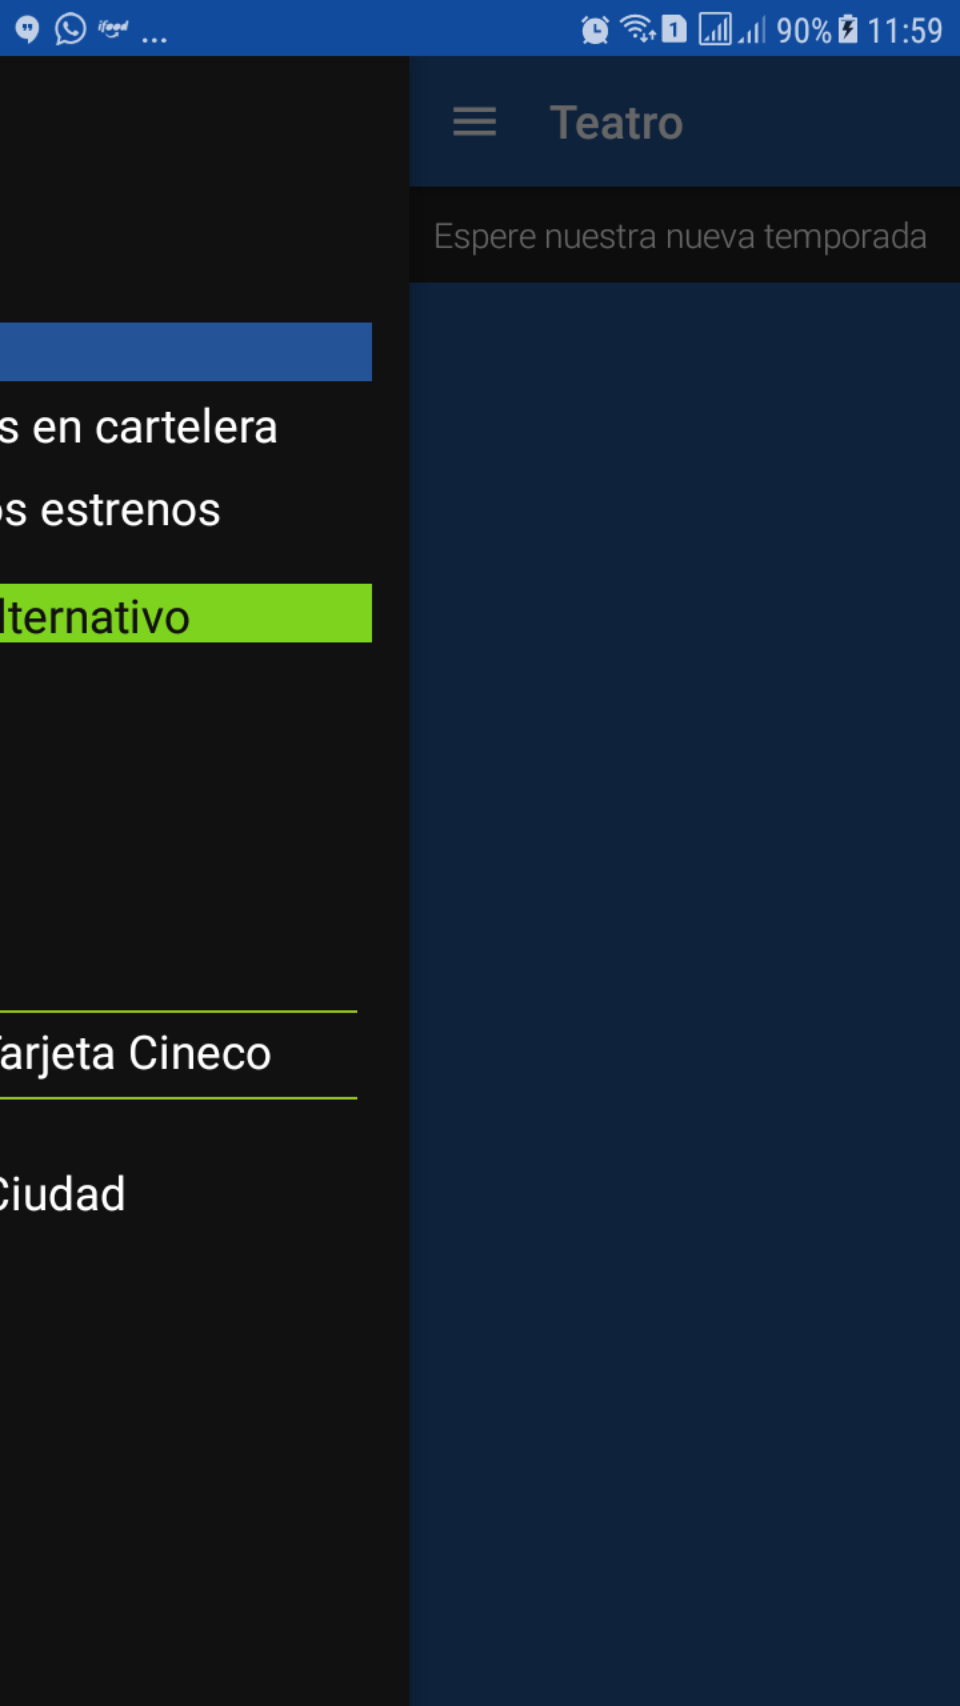 ifood ... 1 90% 11:59
Teatro
Espere nuestra nueva temporada
s en cartelera
os estrenos
lternativo
arjeta Cineco
Ciudad